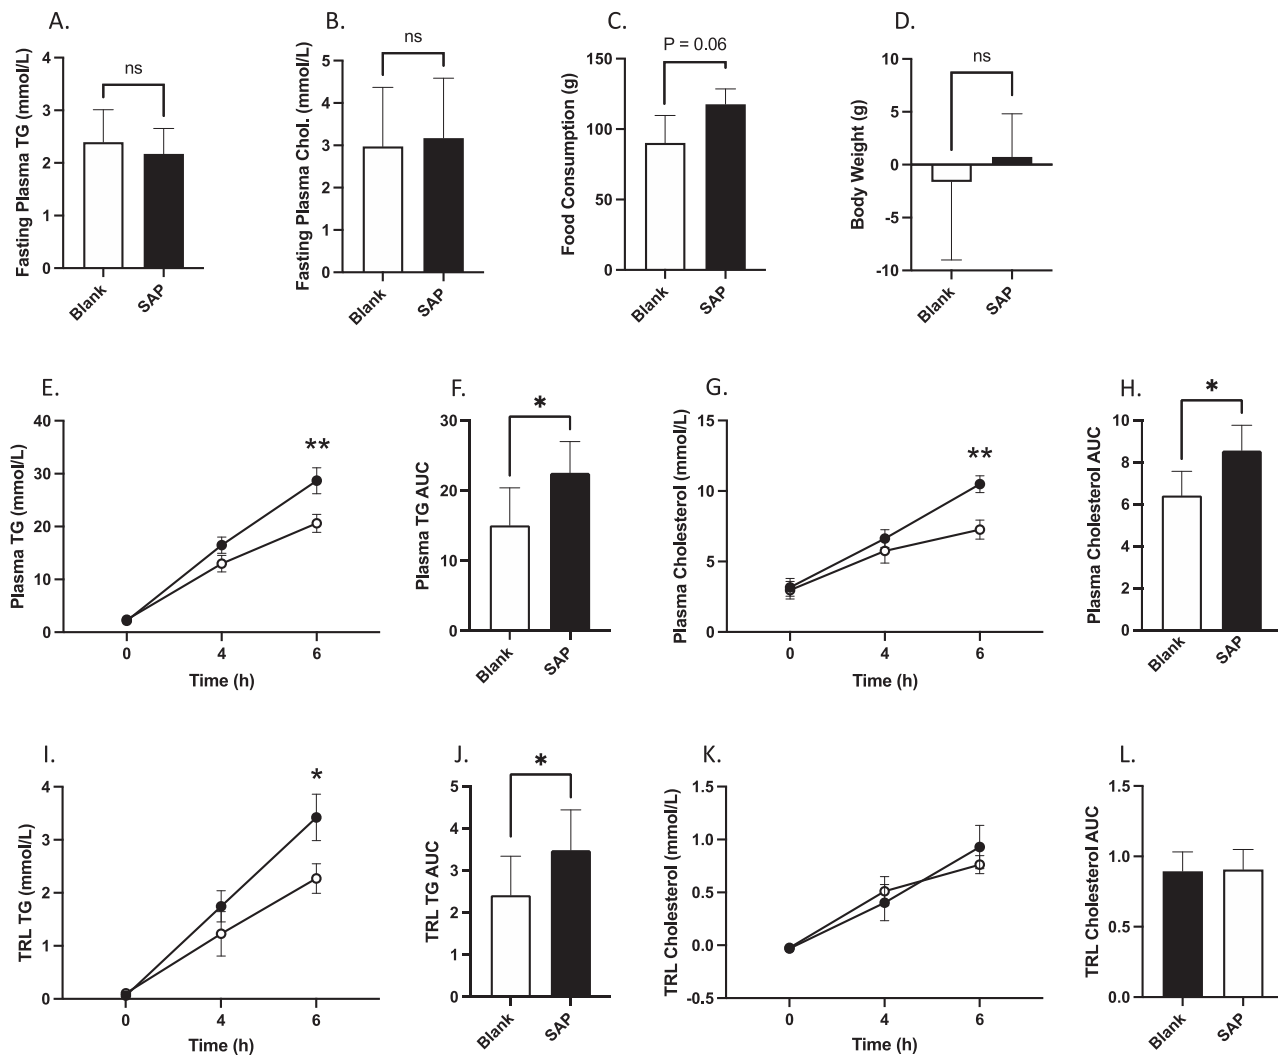 A.
Fasting Plasma TG (mmol/L)
4
3
2
1
0
ns
Blank
SAP
B.
Fasting Plasma Chol. (mmol/L)
5
4
3
2
1
0
ns
Blank
SAP
C.
Food Consumption (g)
150
100
50
0
P = 0.06
Blank
SAP
D.
Body Weight (g)
10
5
0
-5
-10
ns
Blank
SAP
E.
Plasma TG (mmol/L)
40
30
20
10
0
**
0 4 6
Time (h)
F.
Plasma TG AUC
30
20
10
0
*
Blank
SAP
G.
Plasma Cholesterol (mmol/L)
15
10
5
0
**
0 4 6
Time (h)
H.
Plasma Cholesterol AUC
10
8
6
4
2
0
*
Blank
SAP
I.
TRL TG (mmol/L)
4
3
2
1
0
*
0 4 6
Time (h)
J.
TRL TG AUC
5
4
3
2
1
0
*
Blank
SAP
K.
TRL Cholesterol (mmol/L)
1.5
1.0
0.5
0.0
-0.5
0 4 6
Time (h)
L.
TRL Cholesterol AUC
1.5
1.0
0.5
0.0
Blank
SAP